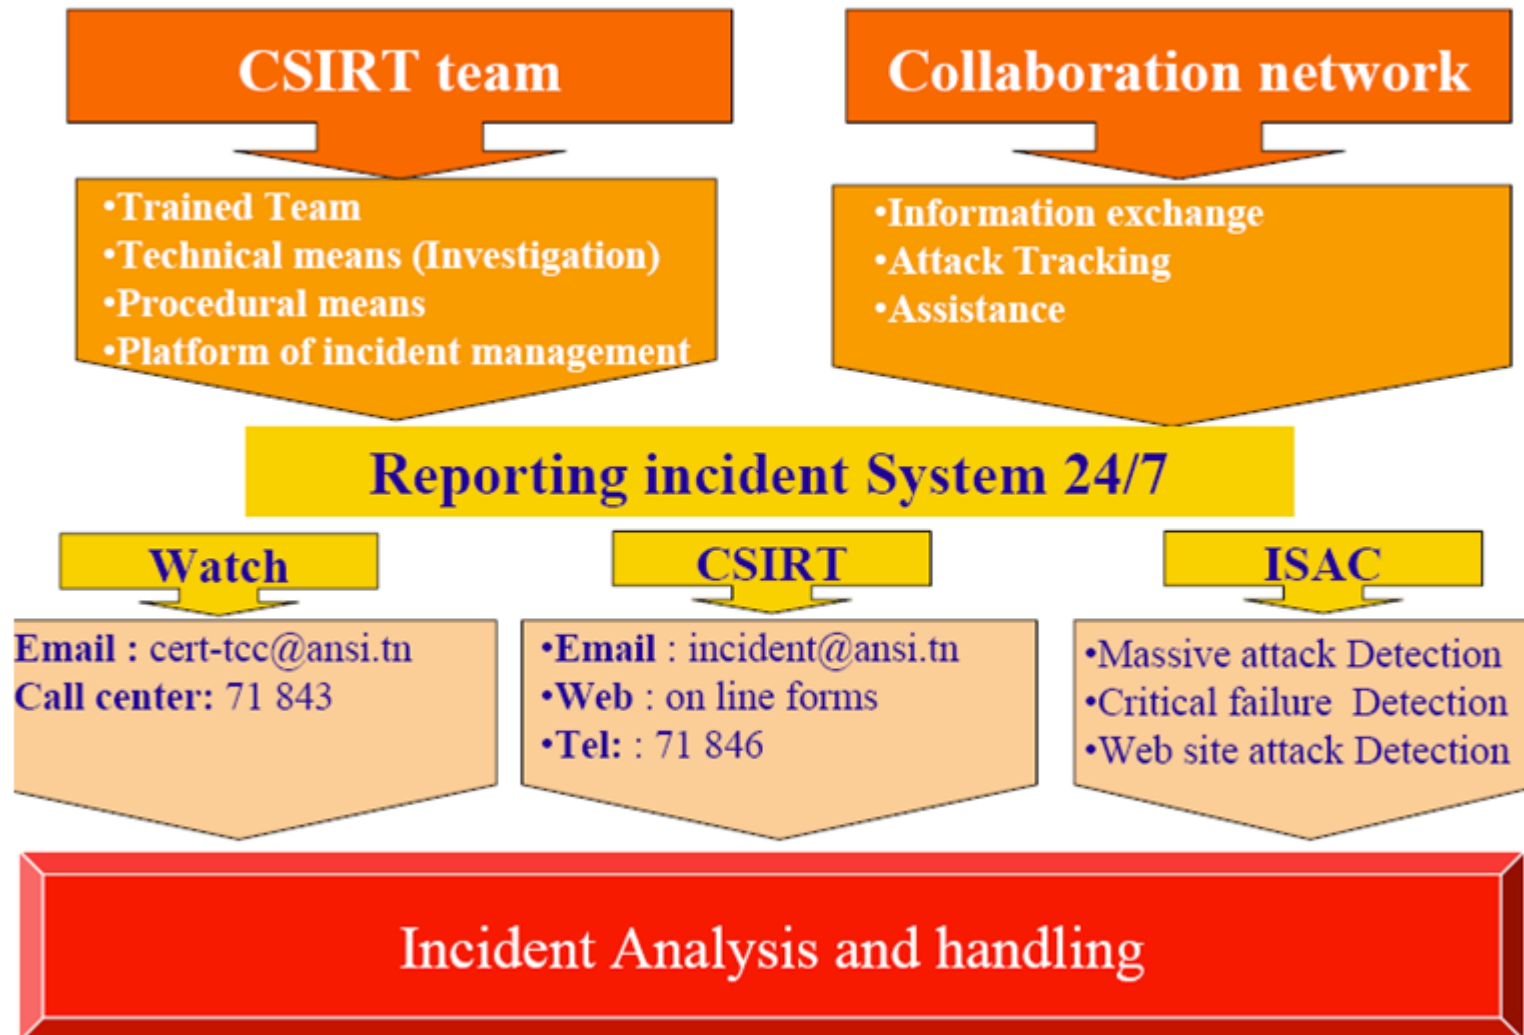 CSIRT team
•Trained Team
•Technical means (Investigation)
•Procedural means
•Platform of incident management
Collaboration network
•Information exchange
•Attack Tracking
•Assistance
Reporting incident System 24/7
Watch
Email : cert-tcc@ansi.tn
Call center: 71 843
CSIRT
•Email : incident@ansi.tn
•Web : on line forms
•Tel: : 71 846
ISAC
•Massive attack Detection
•Critical failure  Detection
•Web site attack Detection
Incident Analysis and handling